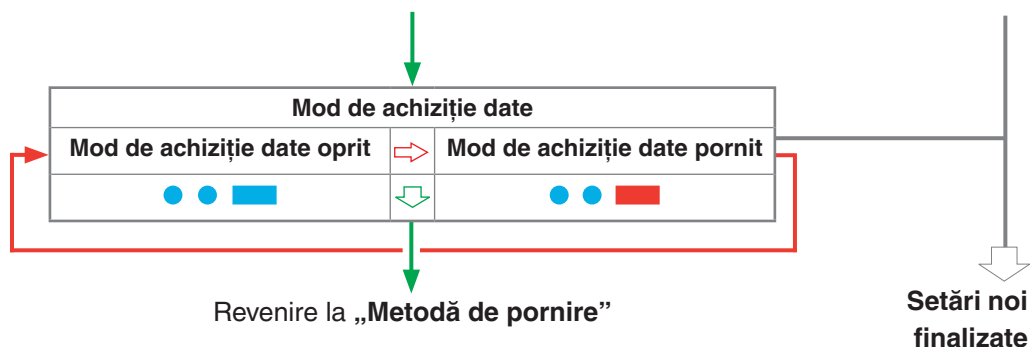 Mod de achiziție date
Mod de achiziție date oprit
Mod de achiziție date pornit
Revenire la „Metodă de pornire”
Setări noi
finalizate